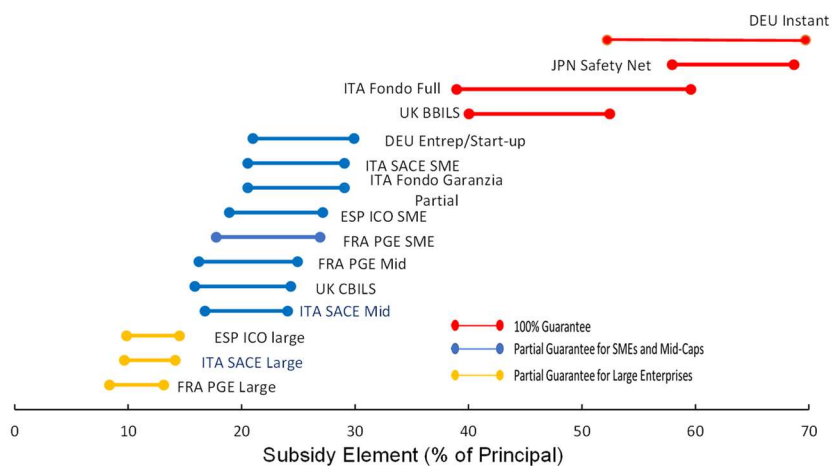 DEU Instant
JPN Safety Net
ITA Fondo Full
UK BBILS
DEU Entrep/Start-up
ITA SACE SME
ITA Fondo Garanzia
Partial
ESP ICO SME
FRA PGE SME
FRA PGE Mid
UK CBILS
ITA SACE Mid
ESP ICO large
ITA SACE Large
FRA PGE Large
100% Guarantee
Partial Guarantee for SMEs and Mid-Caps
Partial Guarantee for Large Enterprises
0 10 20 30 40 50 60 70
Subsidy Element (% of Principal)